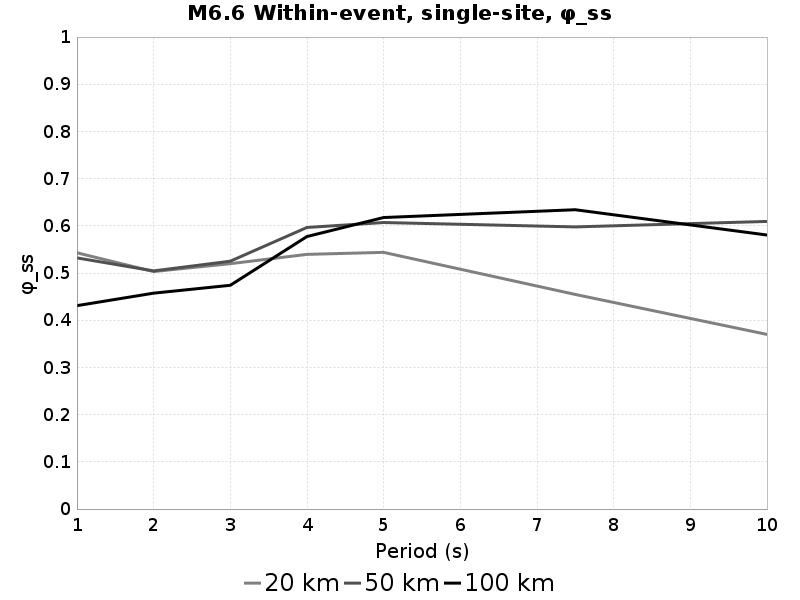 M6.6 Within-event, single-site, φ_ss
1
0.9
0.8
0.7
0.6
0.5
0.4
0.3
0.2
0.1
0
φ_ss
1 2 3 4 5 6 7 8 9 10
Period (s)
20 km 50 km 100 km